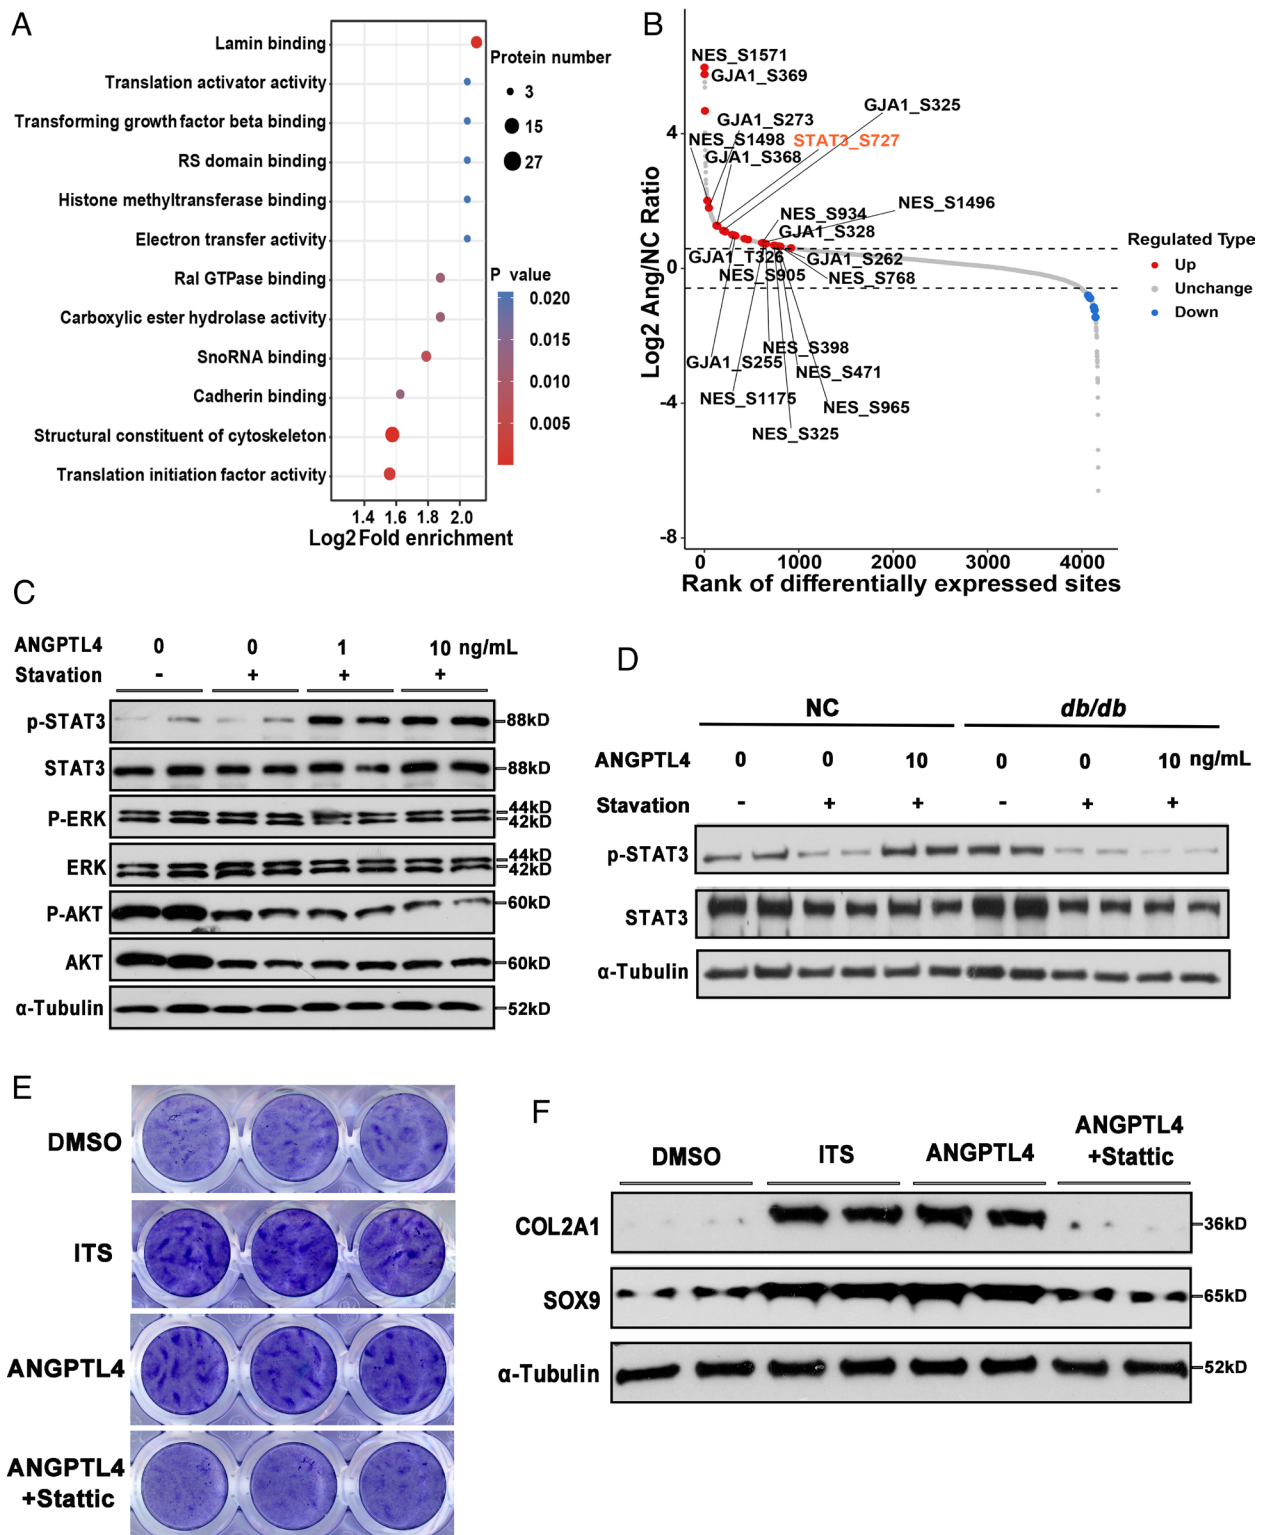 A
Lamin binding
Translation activator activity
Transforming growth factor beta binding
RS domain binding
Histone methyltransferase binding
Electron transfer activity
Ral GTPase binding
Carboxylic ester hydrolase activity
SnoRNA binding
Cadherin binding
Structural constituent of cytoskeleton
Translation initiation factor activity
1.4 1.6 1.8 2.0
Log2 Fold enrichment
Protein number
3
15
27
P value
0.020
0.015
0.010
0.005
B
Log2 Ang/NC Ratio
4
0
-4
-8
NES_S1571
GJA1_S369
GJA1_S325
GJA1_S273
NES_S1498
STAT3_S727
GJA1_S368
NES_S1496
NES_S934
GJA1_S328
GJA1_T326
GJA1_S262
NES_S905
NES_S768
NES_S398
GJA1_S255
NES_S471
NES_S1175
NES_S965
NES_S325
0 1000 2000 3000 4000
Rank of differentially expressed sites
Regulated Type
Up
Unchange
Down
C
ANGPTL4 0 0 1 10 ng/mL
Stavation - + + +
p-STAT3 88kD
STAT3 88kD
P-ERK 44kD
42kD
ERK 44kD
42kD
P-AKT 60kD
AKT 60kD
α-Tubulin 52kD
D
NC db/db
ANGPTL4 0 0 10 0 0 10 ng/mL
Stavation - + + - + +
p-STAT3
STAT3
α-Tubulin
E
DMSO
ITS
ANGPTL4
ANGPTL4
+Stattic
F
DMSO ITS ANGPTL4 ANGPTL4
+Stattic
COL2A1 36kD
SOX9 65kD
α-Tubulin 52kD